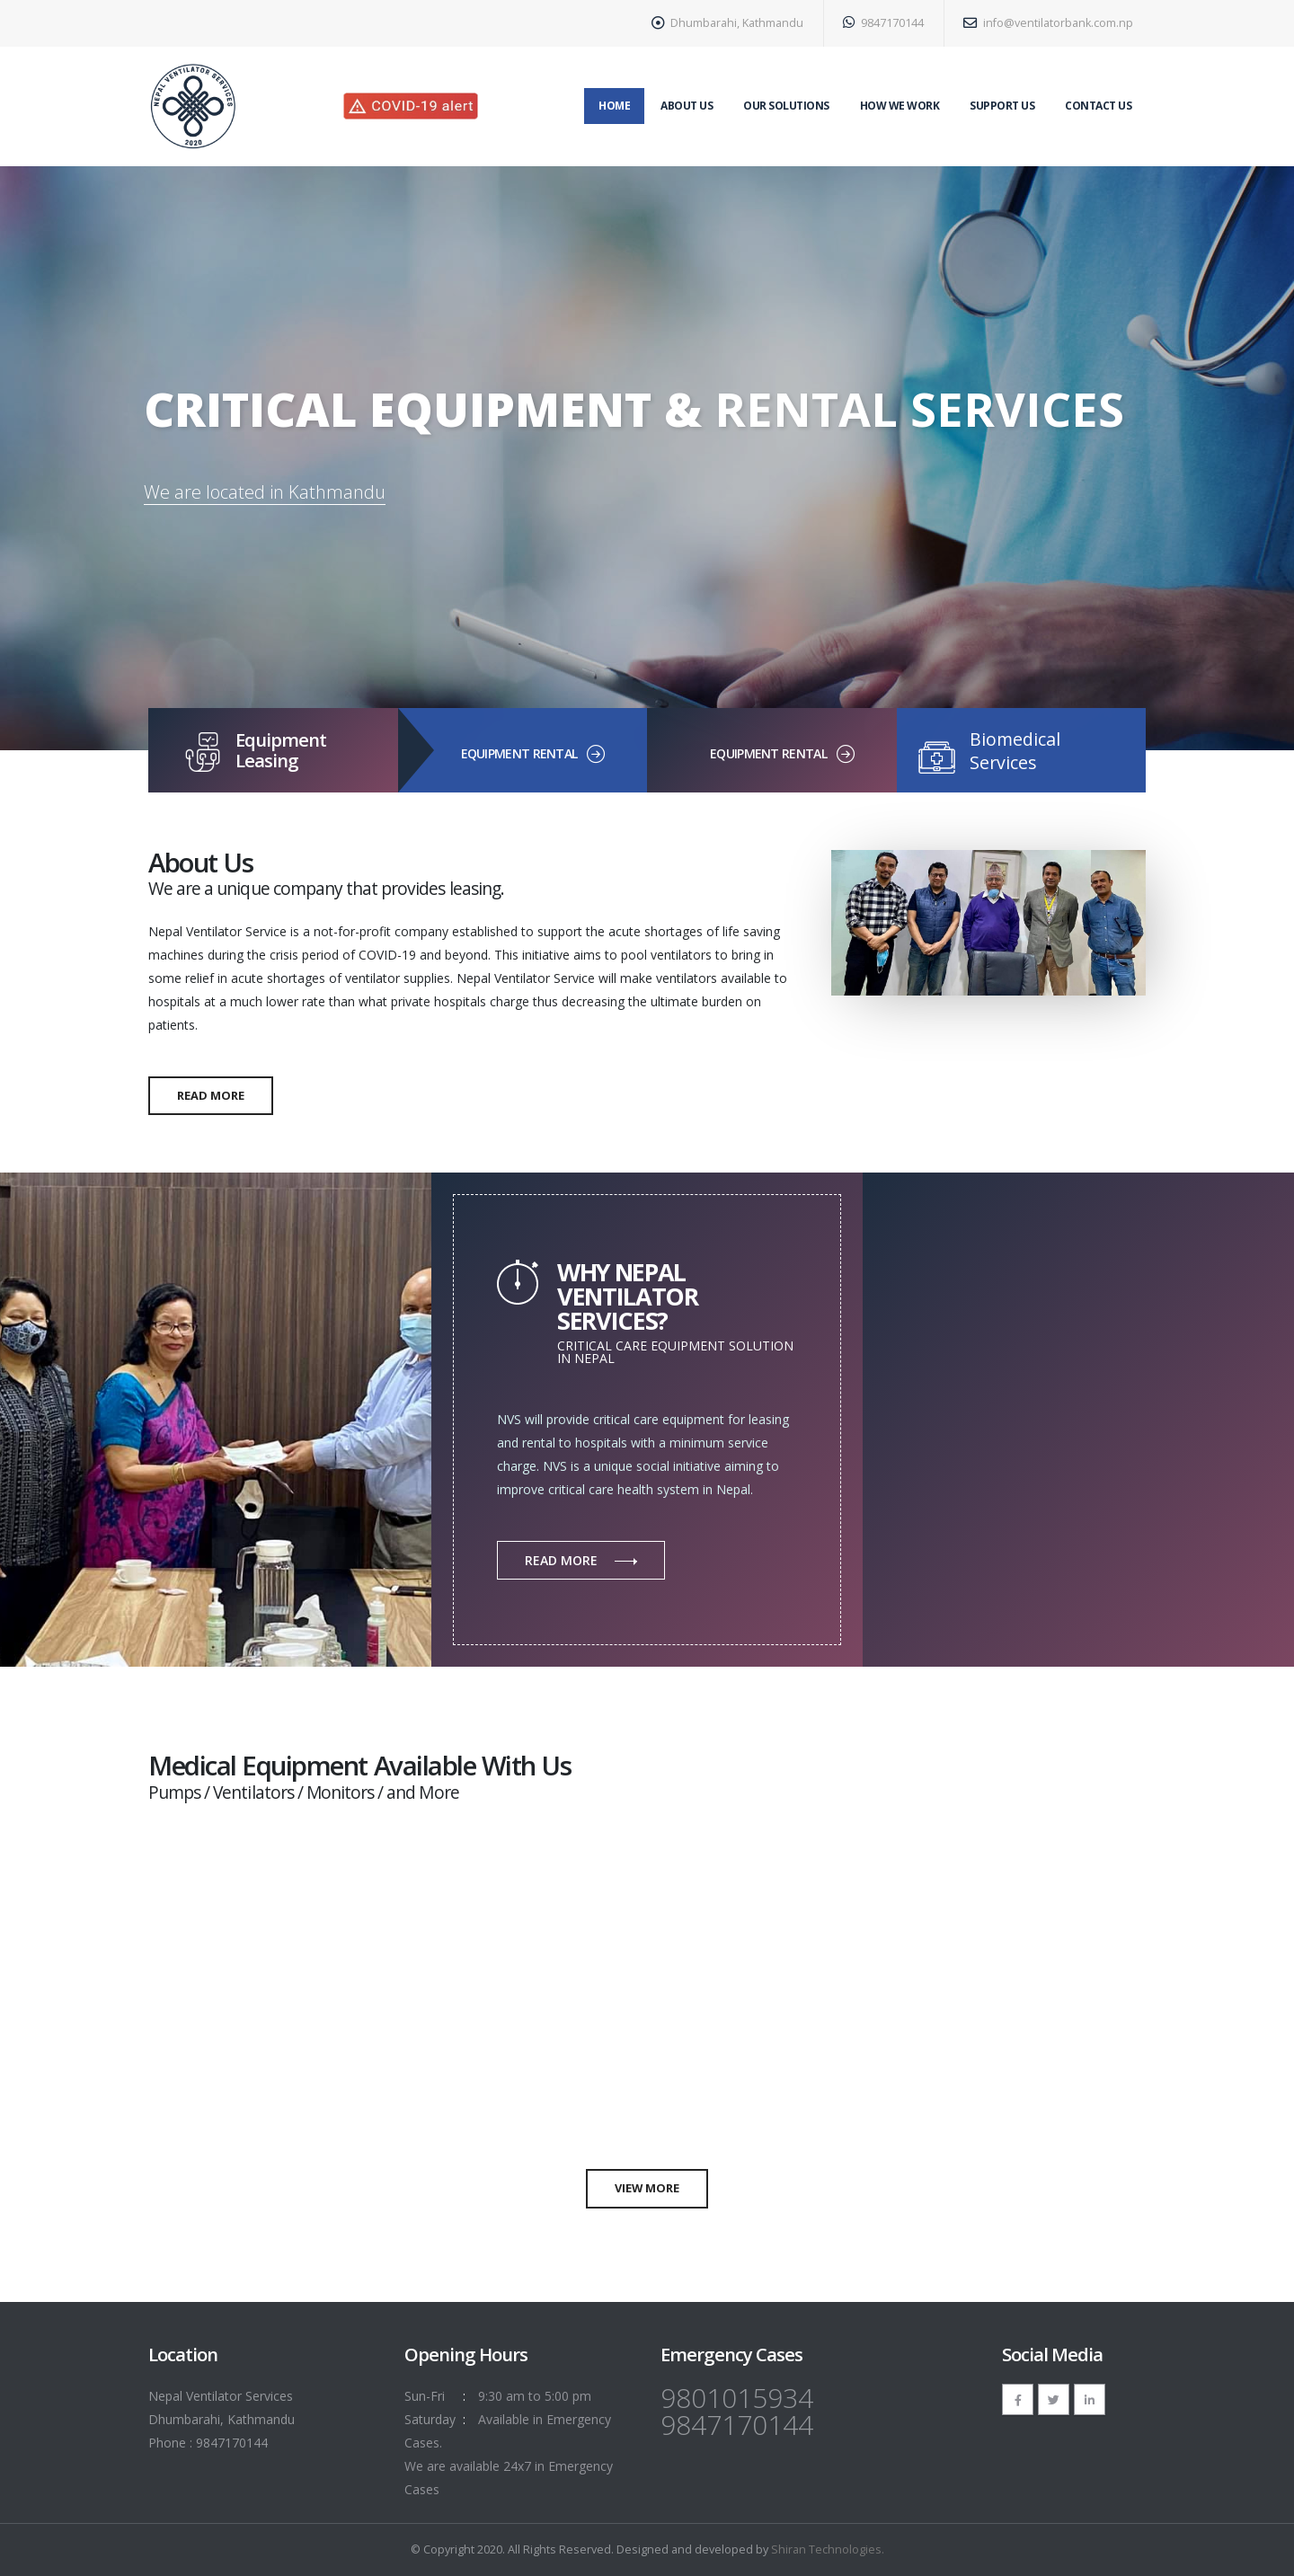 Dhumbarahi, Kathmandu
9847170144
info@ventilatorbank.com.np
NEPAL VENTILATOR SERVICES
2020
COVID-19 alert
HOME
ABOUT US
OUR SOLUTIONS
HOW WE WORK
SUPPORT US
CONTACT US
CRITICAL EQUIPMENT & RENTAL SERVICES
We are located in Kathmandu
Equipment
Leasing
EQUIPMENT RENTAL
EQUIPMENT RENTAL
Biomedical
Services
About Us
We are a unique company that provides leasing.
Nepal Ventilator Service is a not-for-profit company established to support the acute shortages of life saving
machines during the crisis period of COVID-19 and beyond. This initiative aims to pool ventilators to bring in
some relief in acute shortages of ventilator supplies. Nepal Ventilator Service will make ventilators available to
hospitals at a much lower rate than what private hospitals charge thus decreasing the ultimate burden on
patients.
READ MORE
WHY NEPAL
VENTILATOR
SERVICES?
CRITICAL CARE EQUIPMENT SOLUTION
IN NEPAL
NVS will provide critical care equipment for leasing
and rental to hospitals with a minimum service
charge. NVS is a unique social initiative aiming to
improve critical care health system in Nepal.
READ MORE
Medical Equipment Available With Us
Pumps / Ventilators / Monitors / and More
VIEW MORE
Location
Nepal Ventilator Services
Dhumbarahi, Kathmandu
Phone : 9847170144
Opening Hours
Sun-Fri : 9:30 am to 5:00 pm
Saturday : Available in Emergency
Cases.
We are available 24x7 in Emergency
Cases
Emergency Cases
9801015934
9847170144
Social Media
© Copyright 2020. All Rights Reserved. Designed and developed by Shiran Technologies.